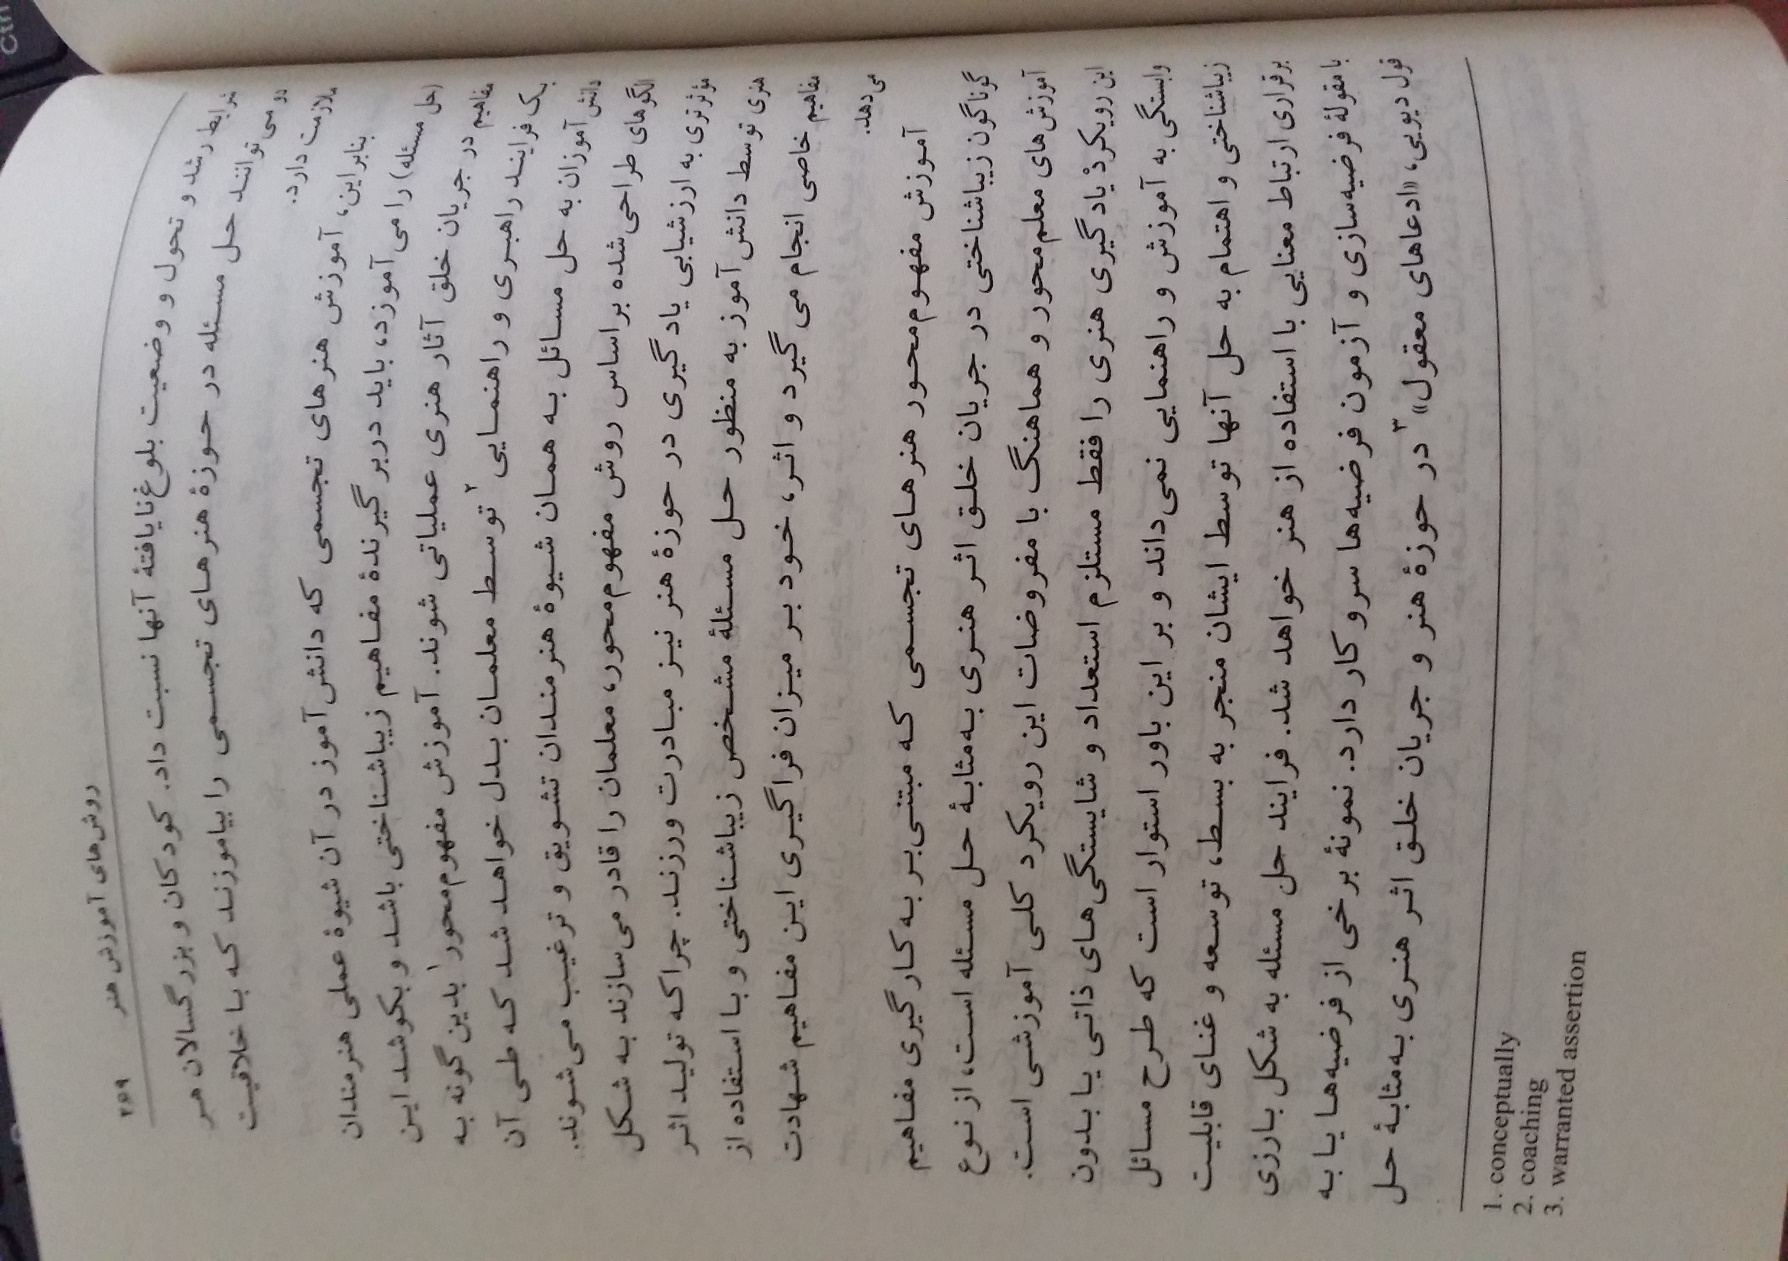 روش‌های آموزش هنر ۲۶۹
شرایط رشد و تحول و وضعیت بلوغ‌نایافتهٔ آنها نسبت داد. کودکان و بزرگسالان هر
دو می‌توانند حل مسئله در حوزهٔ هنرهای تجسمی را بیاموزند که با خلاقیت
ملازمت دارد.
بنابراین، آموزش هنرهای تجسمی که دانش‌آموز در آن شیوهٔ عملی هنرمندان
(حل مسئله) را می‌آموزد، باید دربرگیرندهٔ مفاهیم زیباشناختی باشد و بکوشد این
مفاهیم در جریان خلق آثار هنری عملیاتی شوند. آموزش مفهوم‌محور۱ بدین گونه به
یک فرایند راهبری و راهنمایی۲ توسط معلمان بدل خواهد شد که طی آن
دانش‌آموزان به حل مسائل به همان شیوهٔ هنرمندان تشویق و ترغیب می‌شوند.
الگوهای طراحی‌شده براساس روش مفهوم‌محور، معلمان را قادر می‌سازند به شکل
مؤثرتری به ارزشیابی یادگیری در حوزهٔ هنر نیز مبادرت ورزند. چراکه تولید اثر
هنری توسط دانش‌آموز به منظور حل مسئلهٔ مشخص زیباشناختی و با استفاده از
مفاهیم خاصی انجام می‌گیرد و اثر، خود بر میزان فراگیری این مفاهیم شهادت
می‌دهد.
آموزش مفهوم‌محور هنرهای تجسمی که مبتنی‌بر به کارگیری مفاهیم
گوناگون زیباشناختی در جریان خلق اثر هنری به‌مثابهٔ حل مسئله است، از نوع
آموزش‌های معلم‌محور و هماهنگ با مفروضات این رویکرد کلی آموزشی است.
این رویکردْ یادگیری هنری را فقط مستلزم استعداد و شایستگی‌های ذاتی یا بدون
وابستگی به آموزش و راهنمایی نمی‌داند و بر این باور استوار است که طرح مسائل
زیباشناختی و اهتمام به حل آنها توسط ایشان منجر به بسط، توسعه و غنای قابلیت
برقراری ارتباط معنایی با استفاده از هنر خواهد شد. فرایند حل مسئله به شکل بارزی
با مقولهٔ فرضیه‌سازی و آزمون فرضیه‌ها سروکار دارد. نمونهٔ برخی از فرضیه‌ها یا به
قول دیویی، «ادعاهای معقول»۳ در حوزهٔ هنر و جریان خلق اثر هنری به‌مثابهٔ حل
1. conceptually
2. coaching
3. warranted assertion
Ctrl